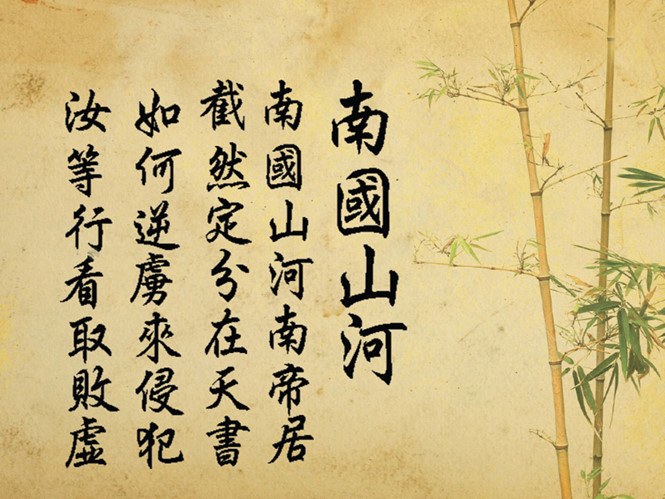 南國山河
南國山河南帝居
截然定分在天書
如何逆虜來侵犯
汝等行看取敗虛